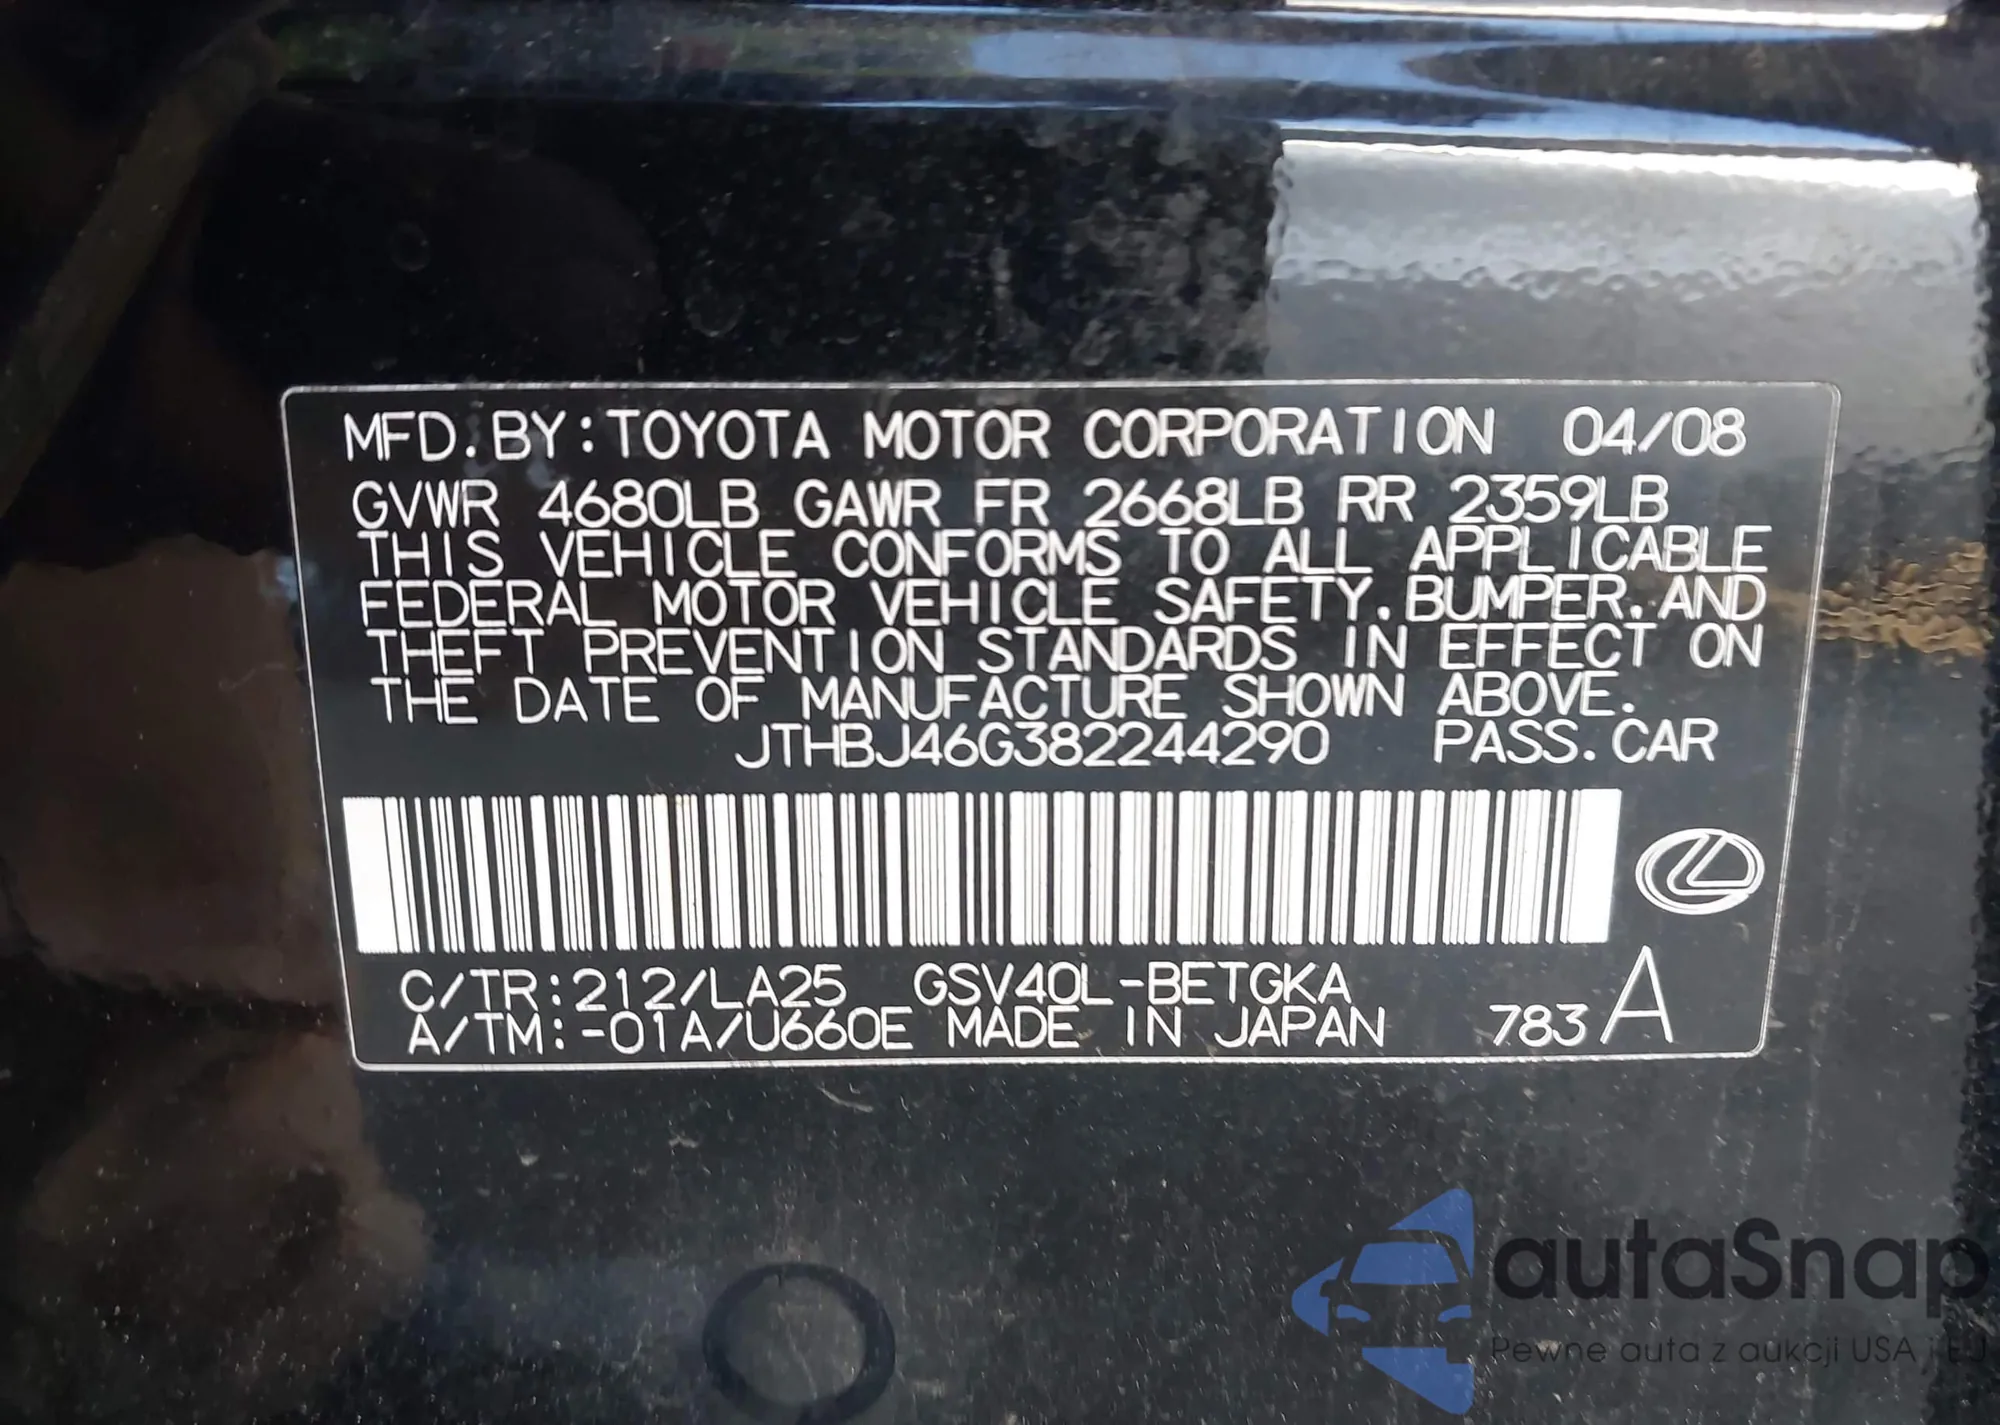 MFD. BY: TOYOTA MOTOR CORPORATION 04/08
GVWR 4680LB GAWR FR 2668LB RR 2359LB
THIS VEHICLE CONFORMS TO ALL APPLICABLE
FEDERAL MOTOR VEHICLE SAFETY, BUMPER, AND
THEFT PREVENTION STANDARDS IN EFFECT ON
THE DATE OF MANUFACTURE SHOWN ABOVE.
JTHBJ46G382244290 PASS. CAR
C/TR: 212/LA25 GSV40L-BETGKA
A/TM: -01A/U660E MADE IN JAPAN 783 A
autaSnap
Pewne auta z aukcji USA i EU